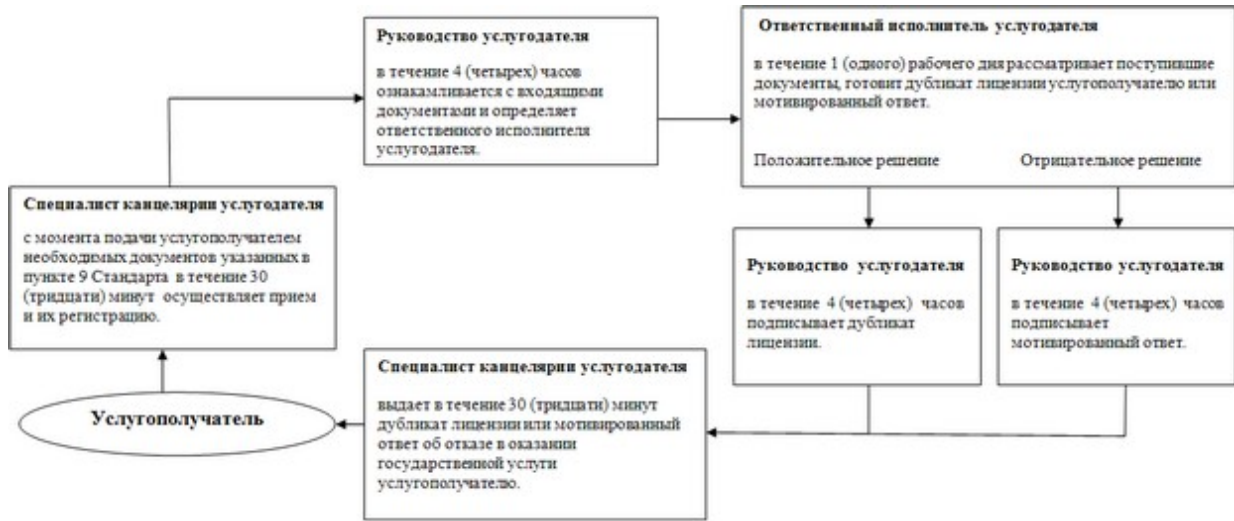 Руководство услугодателя
в течение 4 (четырех) часов
ознакамливается с входящими
документами и определяет
ответственного исполнителя
услугодателя.
Ответственный исполнитель услугодателя
в течение 1 (одного) рабочего дня рассматривает поступившие
документы, готовит дубликат лицензии услугополучателю или
мотивированный ответ.
Положительное решение
Отрицательное решение
Специалист канцелярии услугодателя
с момента подачи услугополучателем
необходимых документов указанных в
пункте 9 Стандарта в течение 30
(тридцати) минут осуществляет прием
и их регистрацию.
Руководство услугодателя
в течение 4 (четырех) часов
подписывает дубликат
лицензии.
Руководство услугодателя
в течение 4 (четырех) часов
подписывает
мотивированный ответ.
Специалист канцелярии услугодателя
выдает в течение 30 (тридцати) минут
дубликат лицензии или мотивированный
ответ об отказе в оказании
государственной услуги
услугополучателю.
Услугополучатель